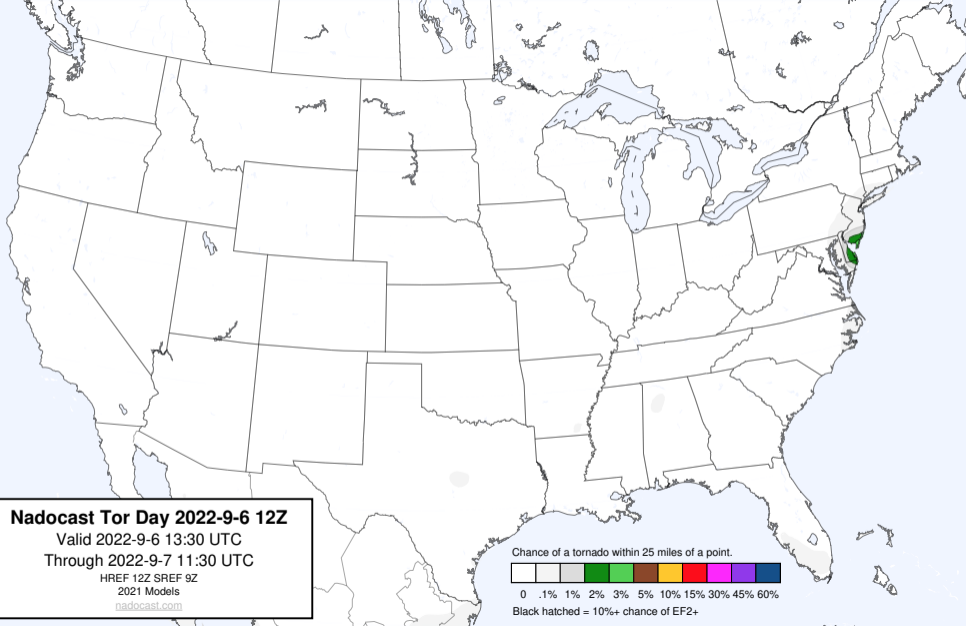 Nadocast Tor Day 2022-9-6 12Z
Valid 2022-9-6 13:30 UTC
Through 2022-9-7 11:30 UTC
HREF 12Z SREF 9Z
2021 Models
nadocast.com
Chance of a tornado within 25 miles of a point.
0 .1% 1% 2% 3% 5% 10% 15% 30% 45% 60%
Black hatched = 10%+ chance of EF2+